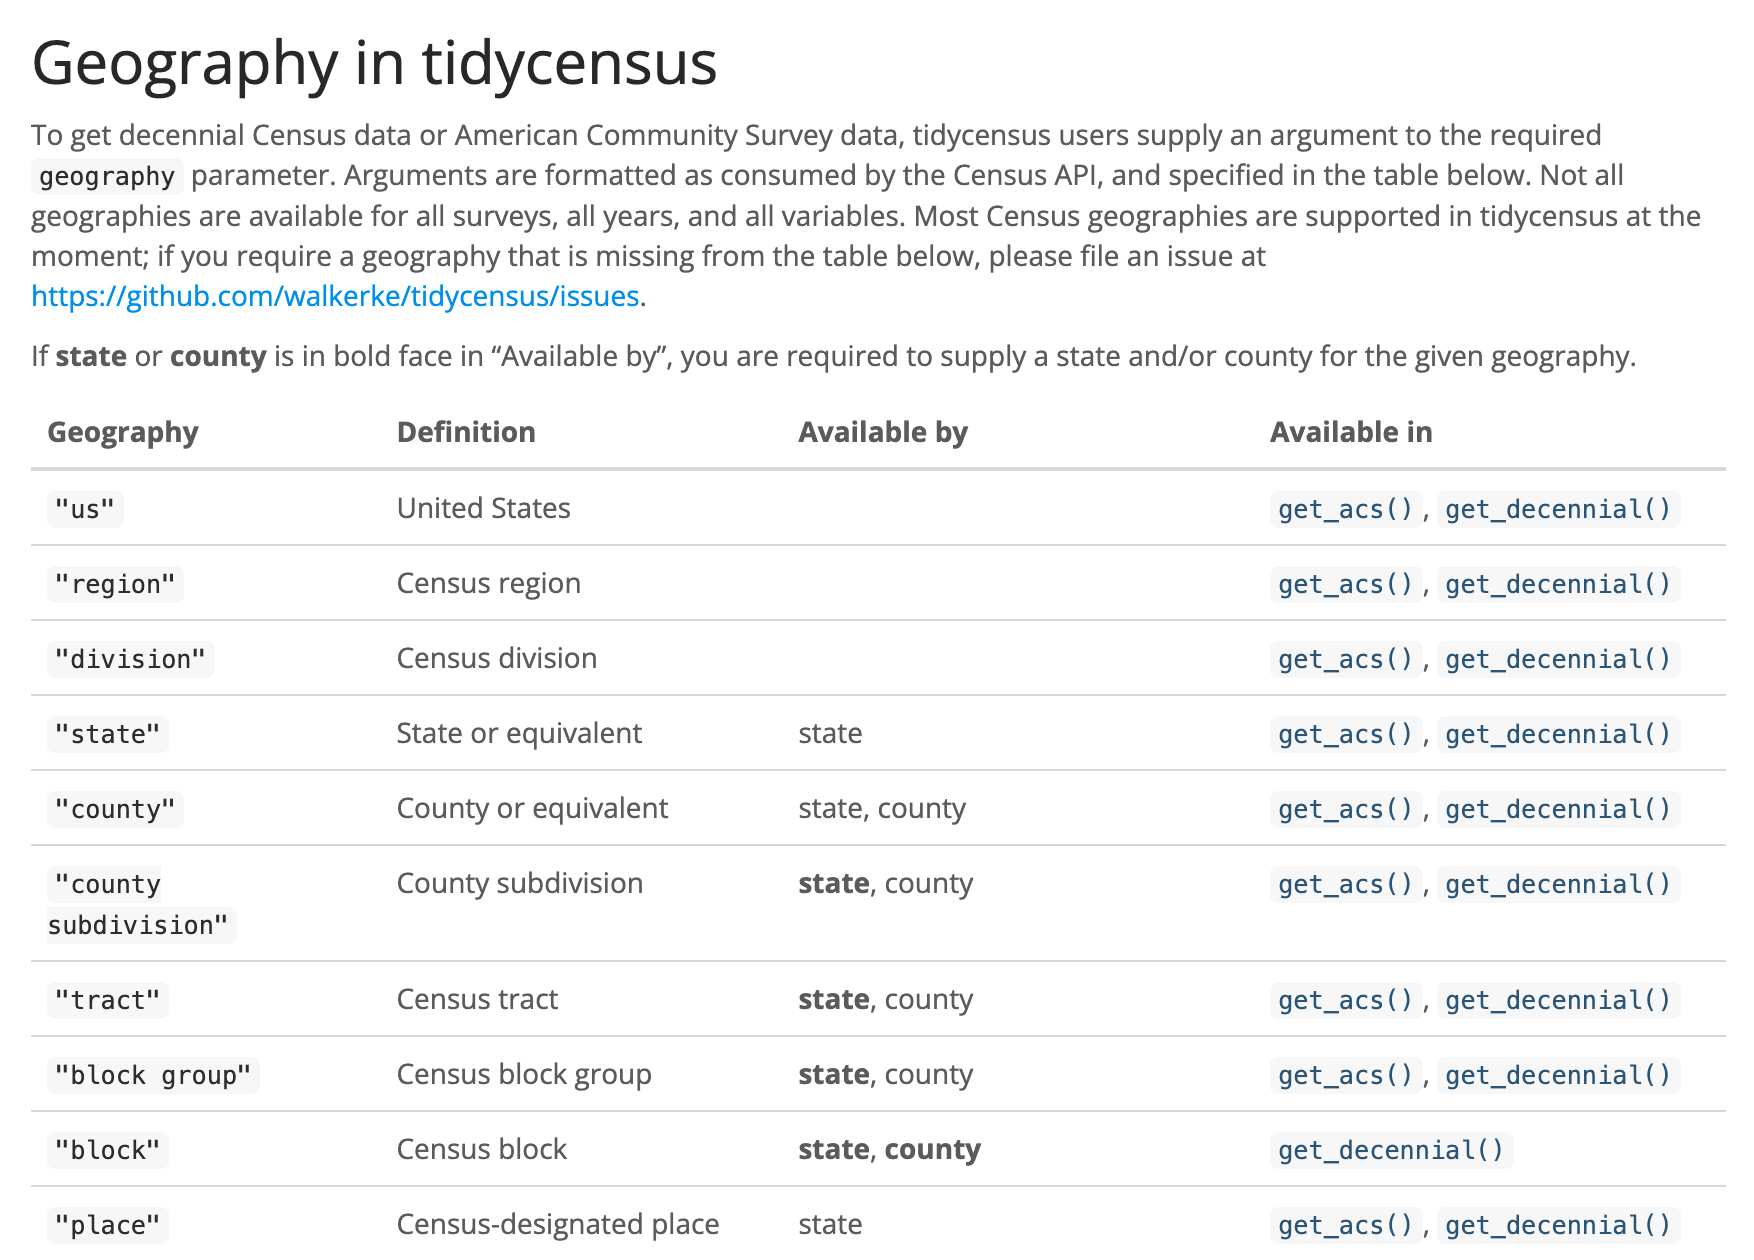 Geography in tidycensus
To get decennial Census data or American Community Survey data, tidycensus users supply an argument to the required
geography parameter. Arguments are formatted as consumed by the Census API, and specified in the table below. Not all
geographies are available for all surveys, all years, and all variables. Most Census geographies are supported in tidycensus at the
moment; if you require a geography that is missing from the table below, please file an issue at
https://github.com/walkerke/tidycensus/issues.
If state or county is in bold face in “Available by”, you are required to supply a state and/or county for the given geography.
Geography Definition Available by Available in
"us" United States get_acs(), get_decennial()
"region" Census region get_acs(), get_decennial()
"division" Census division get_acs(), get_decennial()
"state" State or equivalent state get_acs(), get_decennial()
"county" County or equivalent state, county get_acs(), get_decennial()
"county County subdivision state, county get_acs(), get_decennial()
subdivision"
"tract" Census tract state, county get_acs(), get_decennial()
"block group" Census block group state, county get_acs(), get_decennial()
"block" Census block state, county get_decennial()
"place" Census-designated place state get_acs(), get_decennial()